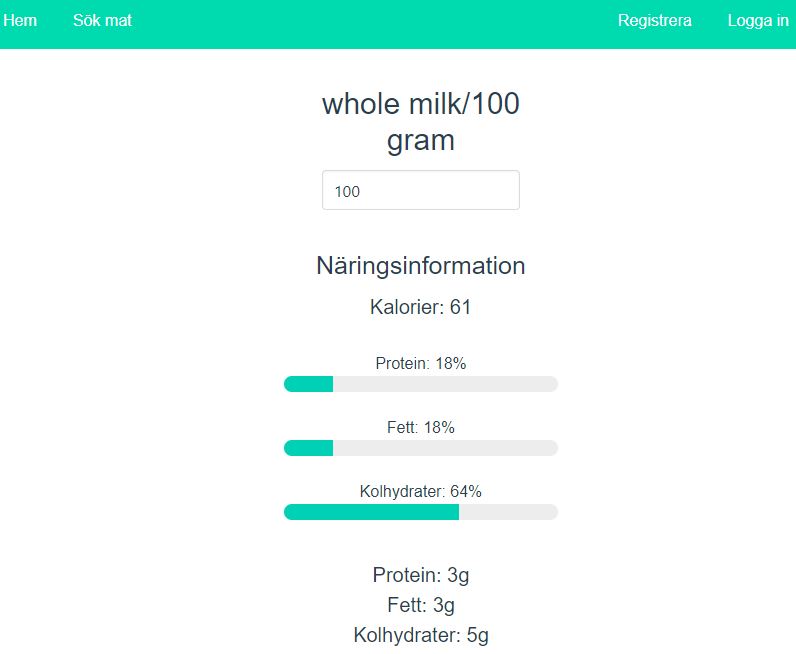 Hem Sök mat Registrera Logga in
whole milk/100
gram
100
Näringsinformation
Kalorier: 61
Protein: 18%
Fett: 18%
Kolhydrater: 64%
Protein: 3g
Fett: 3g
Kolhydrater: 5g